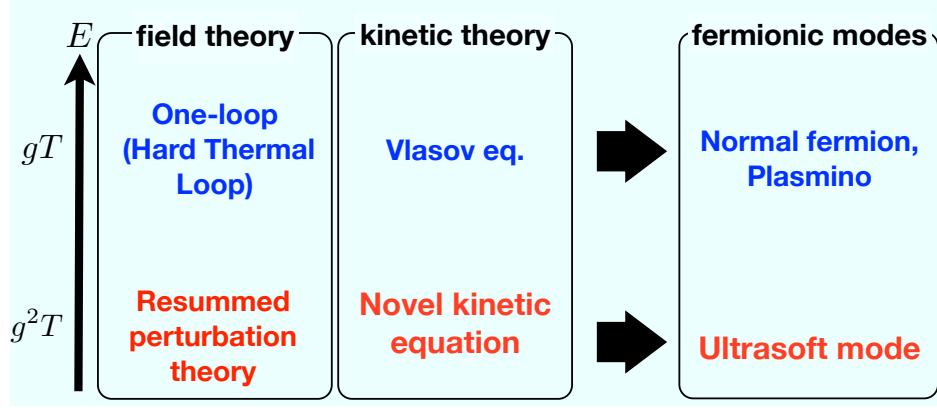 E
field theory
kinetic theory
fermionic modes
gT
One-loop
(Hard Thermal
Loop)
Vlasov eq.
Normal fermion,
Plasmino
g²T
Resummed
perturbation
theory
Novel kinetic
equation
Ultrasoft mode